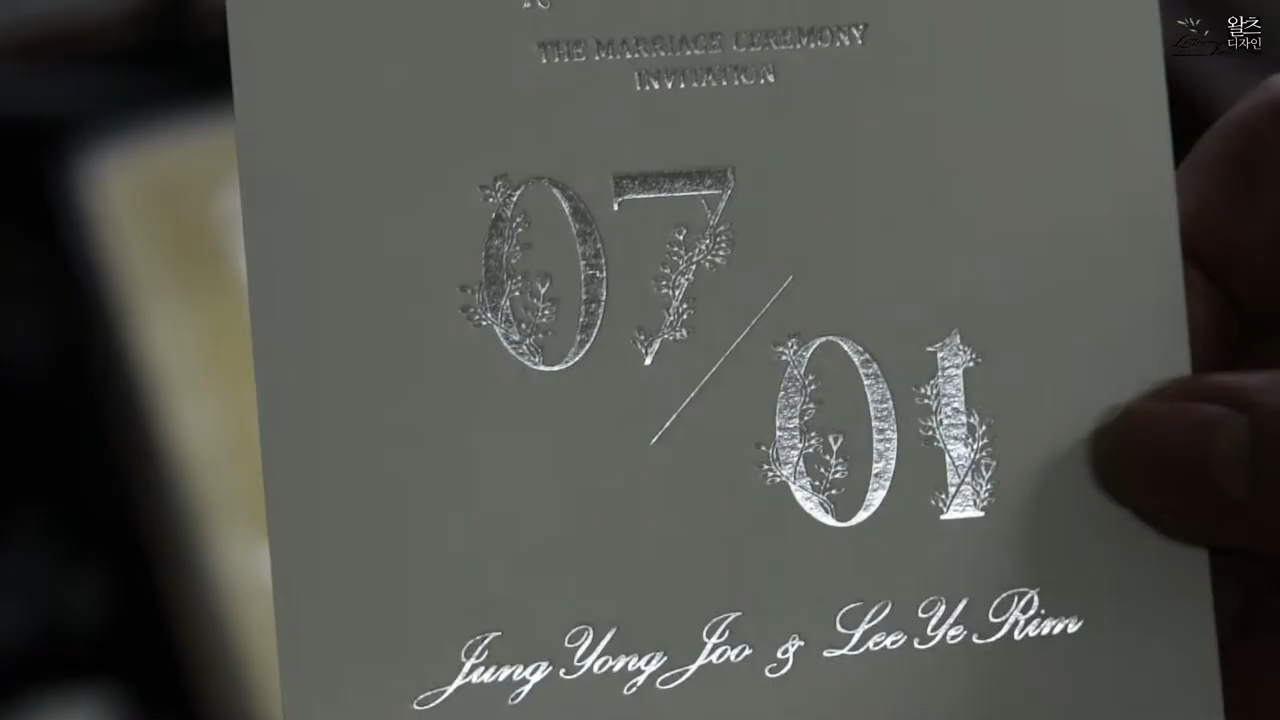 왈츠
디자인
THE MARRIAGE CEREMONY
INVITATION
07/01
Jung Yong Joo & Lee Ye Rim